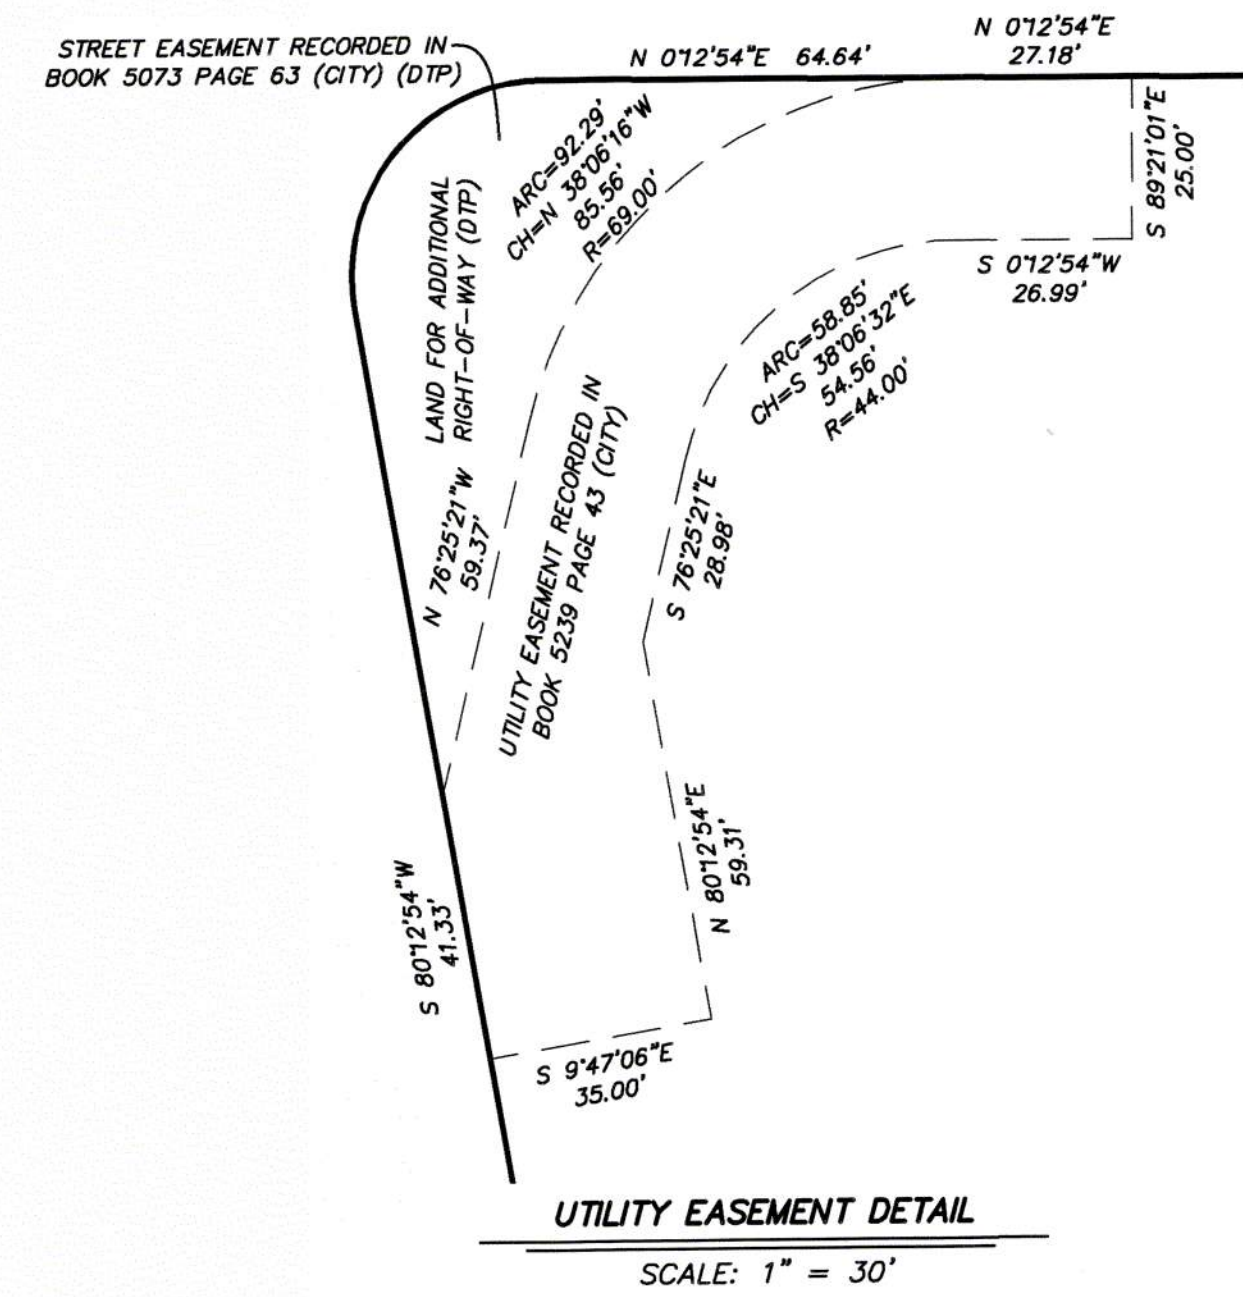 STREET EASEMENT RECORDED IN
BOOK 5073 PAGE 63 (CITY) (DTP)
N 0°12'54"E 64.64'
N 0°12'54"E
27.18'
S 89°21'01"E
25.00'
S 0°12'54"W
26.99'
ARC=92.29'
CH=N 38°06'16"W
85.56'
R=69.00'
LAND FOR ADDITIONAL
RIGHT-OF-WAY (DTP)
ARC=58.85'
CH=S 38°06'32"E
54.56'
R=44.00'
N 76°25'21"W
59.37'
UTILITY EASEMENT RECORDED IN
BOOK 5239 PAGE 43 (CITY)
S 76°25'21"E
28.98'
N 80°12'54"E
59.31'
S 80°12'54"W
41.33'
S 9°47'06"E
35.00'
UTILITY EASEMENT DETAIL
SCALE: 1" = 30'